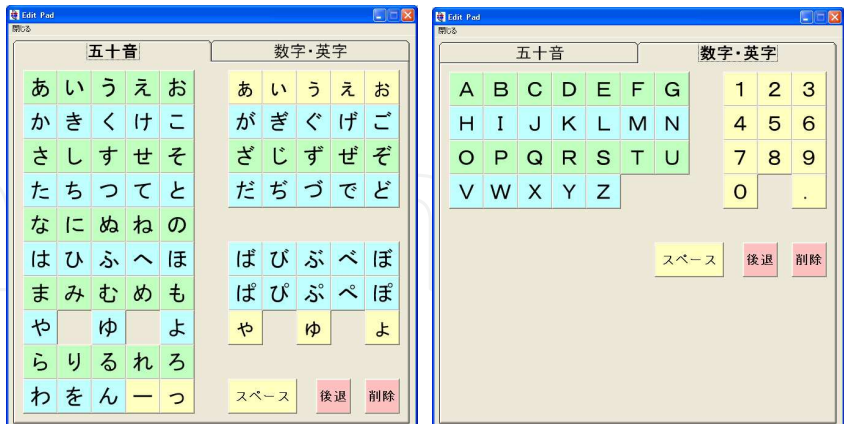 Edit Pad
閉じる
五十音 数字・英字
あ い う え お ぁ ぃ ぅ ぇ ぉ
か き く け こ が ぎ ぐ げ ご
さ し す せ そ ざ じ ず ぜ ぞ
た ち つ て と だ ぢ づ で ど
な に ぬ ね の
は ひ ふ へ ほ ば び ぶ べ ぼ
ま み む め も ぱ ぴ ぷ ぺ ぽ
や ゆ よ ゃ ゅ ょ
ら り る れ ろ
わ を ん ー っ スペース 後退 削除
Edit Pad
閉じる
五十音 数字・英字
A B C D E F G 1 2 3
H I J K L M N 4 5 6
O P Q R S T U 7 8 9
V W X Y Z 0 .
スペース 後退 削除